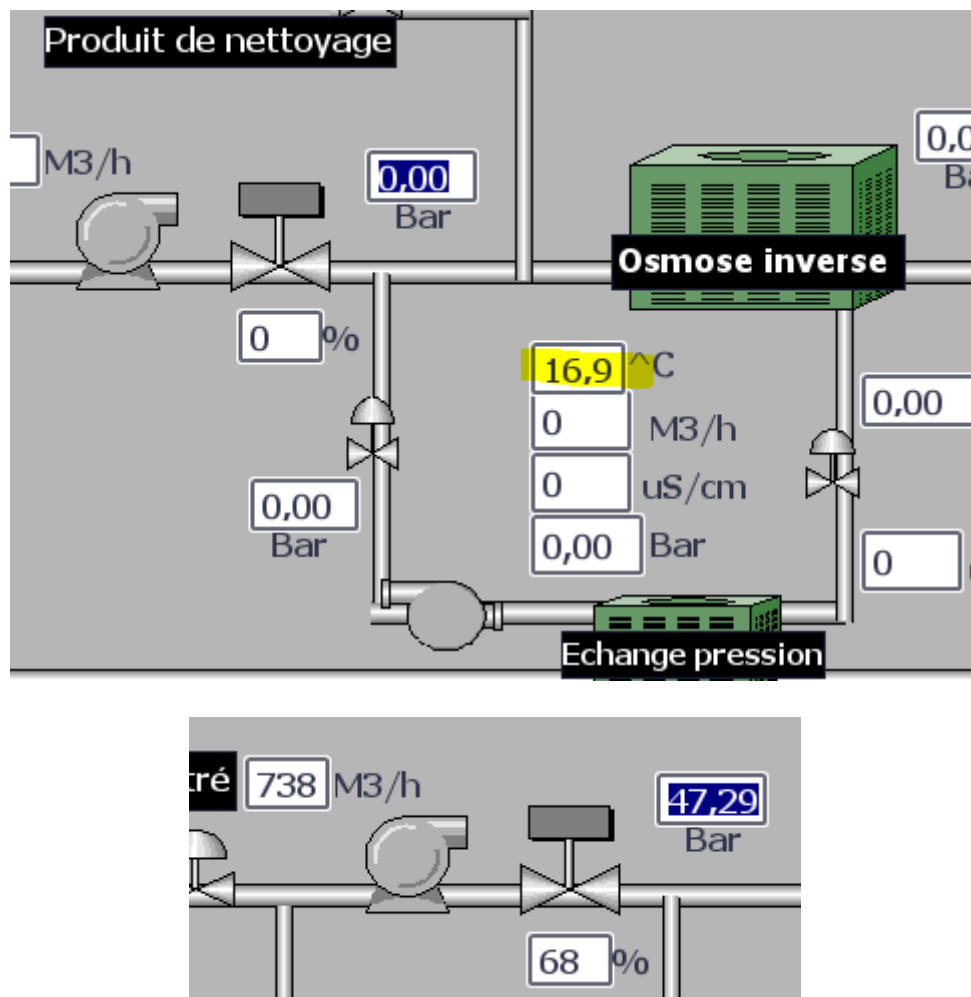 Produit de nettoyage
M3/h
0,00
Bar
Osmose inverse
0 %
16,9 ^C
0 M3/h
0,00
0 uS/cm
0,00
Bar
0,00 Bar
0
Echange pression
738 M3/h
47,29
Bar
68 %